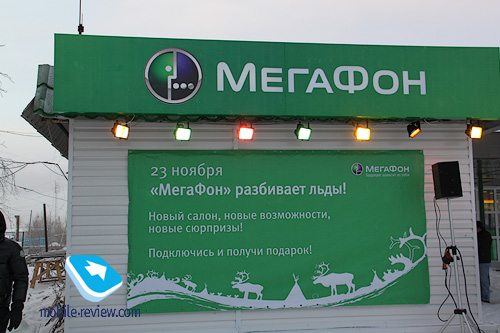 МЕГАФОН
23 ноября
«МегаФон» разбивает льды!
МЕГАФОН
Новый салон, новые возможности,
новые сюрпризы!
Подключись и получи подарок!
mobile-review.com